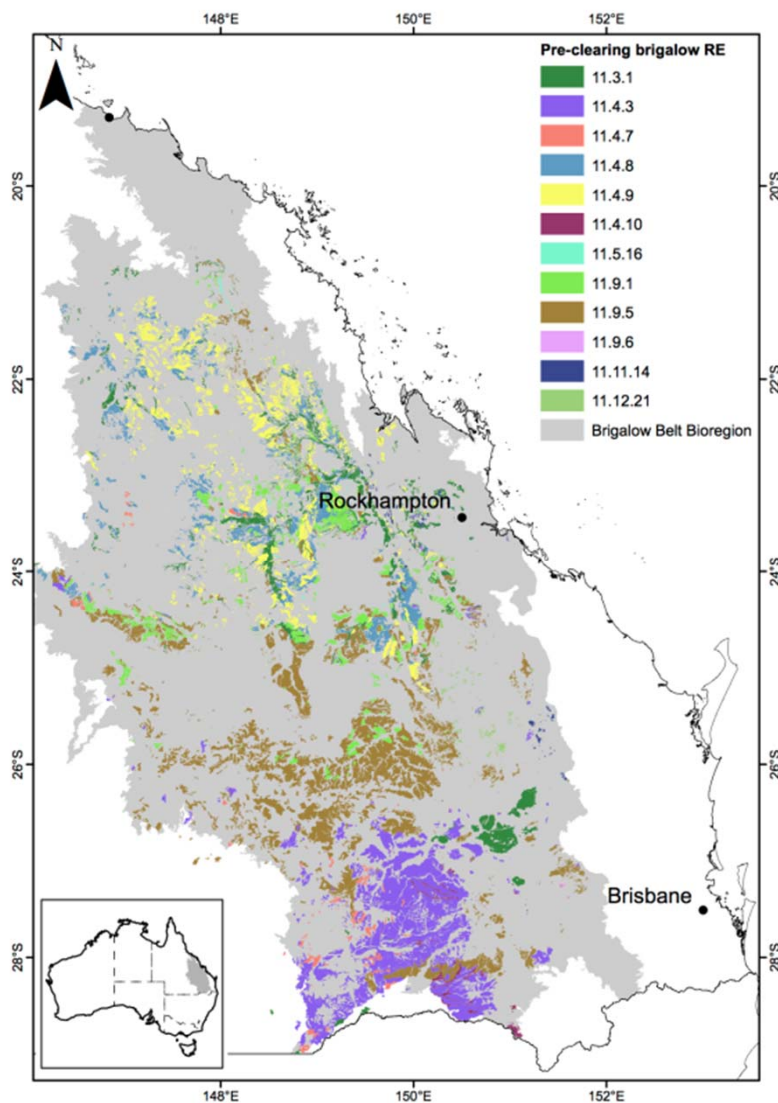 148°E 150°E 152°E
N
Pre-clearing brigalow RE
11.3.1
11.4.3
11.4.7
11.4.8
11.4.9
11.4.10
11.5.16
11.9.1
11.9.5
11.9.6
11.11.14
11.12.21
Brigalow Belt Bioregion
20°S 20°S
22°S 22°S
Rockhampton
24°S 24°S
26°S 26°S
Brisbane
28°S 28°S
148°E 150°E 152°E